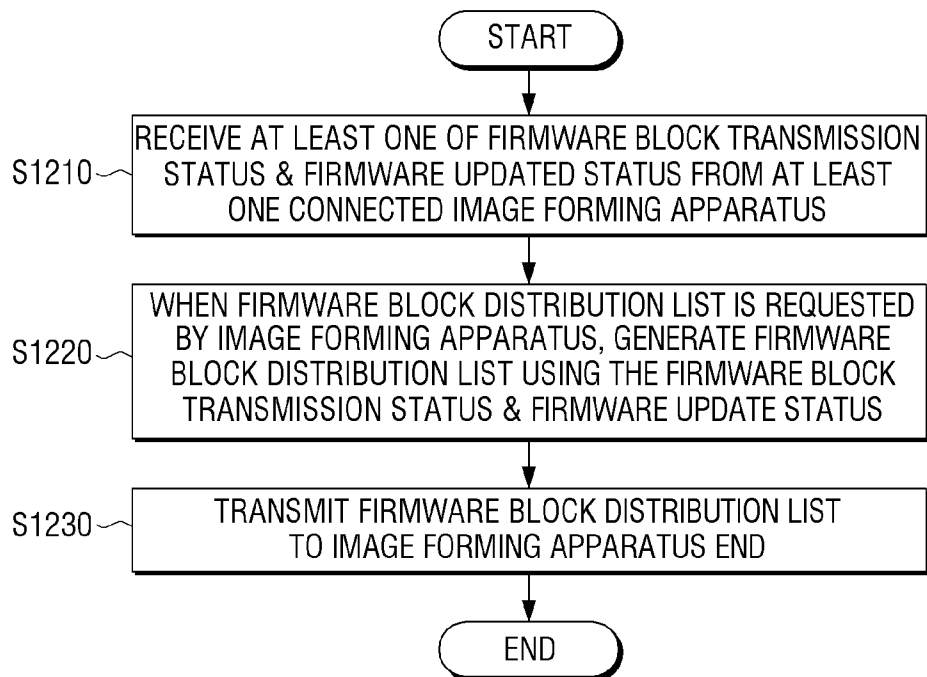 START
S1210
RECEIVE AT LEAST ONE OF FIRMWARE BLOCK TRANSMISSION
STATUS & FIRMWARE UPDATED STATUS FROM AT LEAST
ONE CONNECTED IMAGE FORMING APPARATUS
S1220
WHEN FIRMWARE BLOCK DISTRIBUTION LIST IS REQUESTED
BY IMAGE FORMING APPARATUS, GENERATE FIRMWARE
BLOCK DISTRIBUTION LIST USING THE FIRMWARE BLOCK
TRANSMISSION STATUS & FIRMWARE UPDATE STATUS
S1230
TRANSMIT FIRMWARE BLOCK DISTRIBUTION LIST
TO IMAGE FORMING APPARATUS END
END